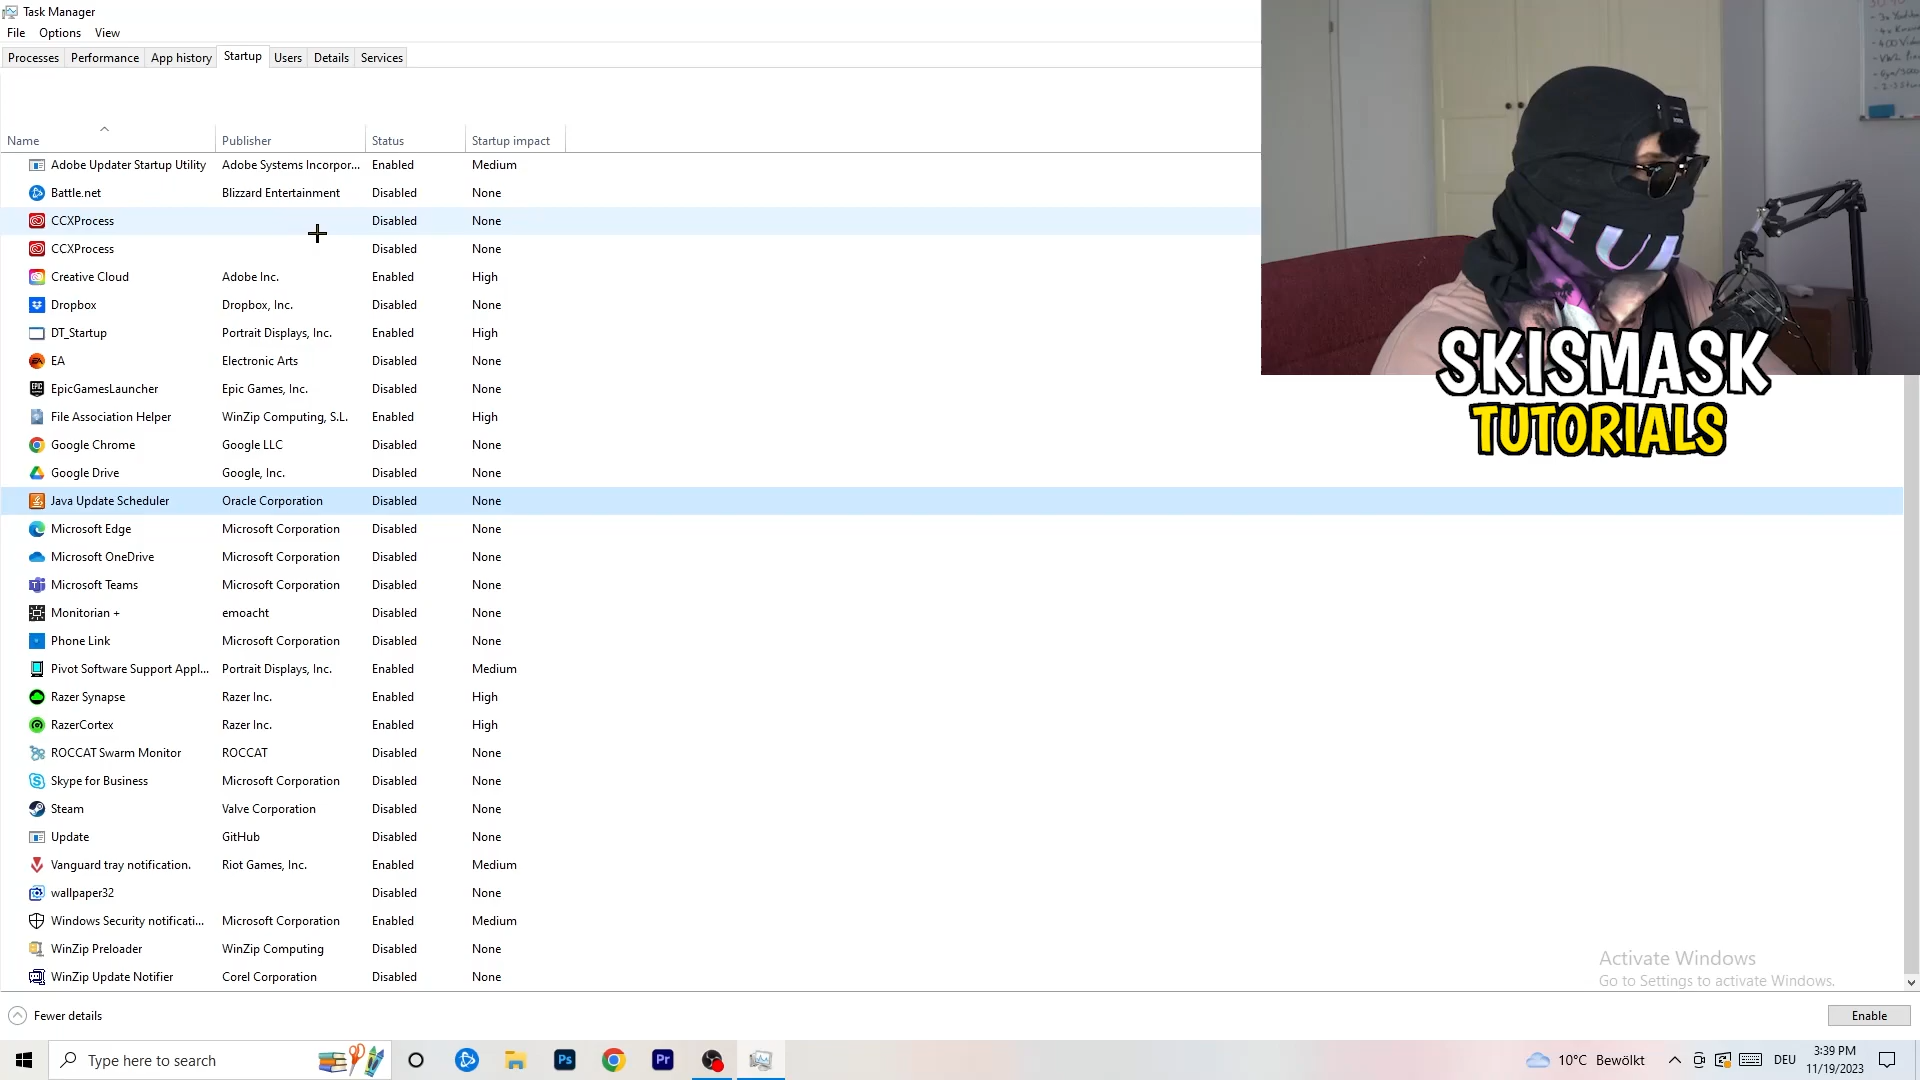 Task Manager
File Options View
Processes Performance App history Startup Users Details Services
Name Publisher Status Startup impact
Adobe Updater Startup Utility Adobe Systems Incorpor... Enabled Medium
Battle.net Blizzard Entertainment Disabled None
CCXProcess Disabled None
CCXProcess Disabled None
Creative Cloud Adobe Inc. Enabled High
Dropbox Dropbox, Inc. Disabled None
DT_Startup Portrait Displays, Inc. Enabled High
EA Electronic Arts Disabled None
EpicGamesLauncher Epic Games, Inc. Disabled None
File Association Helper WinZip Computing, S.L. Enabled High
Google Chrome Google LLC Disabled None
Google Drive Google, Inc. Disabled None
Java Update Scheduler Oracle Corporation Disabled None
Microsoft Edge Microsoft Corporation Disabled None
Microsoft OneDrive Microsoft Corporation Disabled None
Microsoft Teams Microsoft Corporation Disabled None
Monitorian + emoacht Disabled None
Phone Link Microsoft Corporation Disabled None
Pivot Software Support Appl... Portrait Displays, Inc. Enabled Medium
Razer Synapse Razer Inc. Enabled High
RazerCortex Razer Inc. Enabled High
ROCCAT Swarm Monitor ROCCAT Disabled None
Skype for Business Microsoft Corporation Disabled None
Steam Valve Corporation Disabled None
Update GitHub Disabled None
Vanguard tray notification. Riot Games, Inc. Enabled Medium
wallpaper32 Disabled None
Windows Security notificati... Microsoft Corporation Enabled Medium
WinZip Preloader WinZip Computing Disabled None
WinZip Update Notifier Corel Corporation Disabled None
SKISMASK
TUTORIALS
Activate Windows
Go to Settings to activate Windows.
Fewer details
Enable
Type here to search
Ps
Pr
10°C Bewölkt
DEU
3:39 PM
11/19/2023